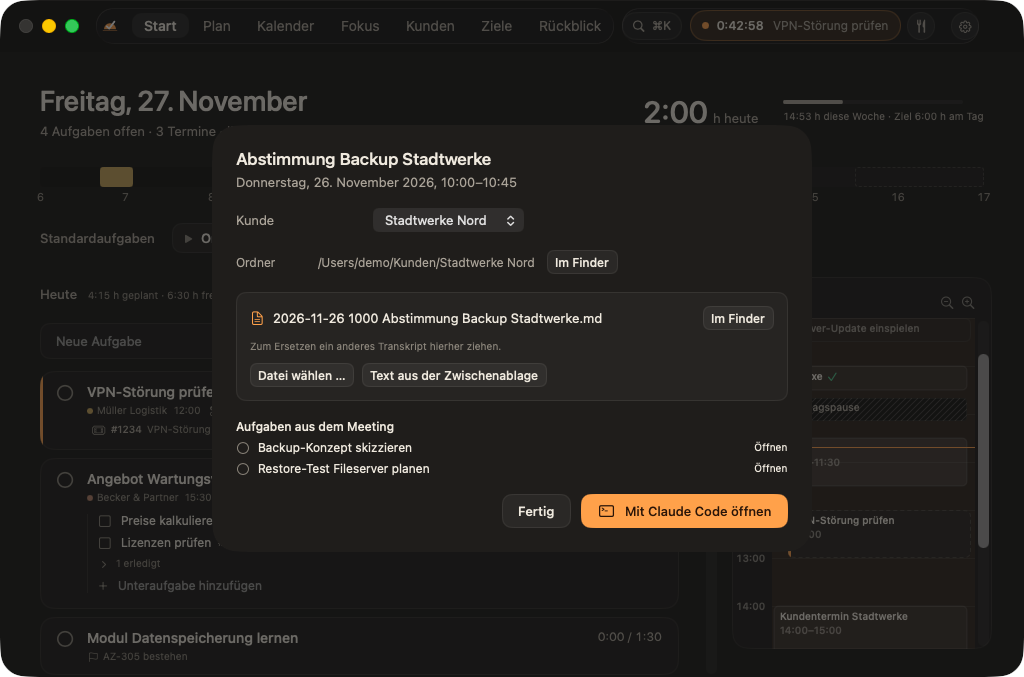 Start Plan Kalender Fokus Kunden Ziele Rückblick ⌘K 0:42:58 VPN-Störung prüfen
Freitag, 27. November
4 Aufgaben offen · 3 Termine
2:00 h heute
14:53 h diese Woche · Ziel 6:00 h am Tag
6 7 8 16 17
Standardaufgaben
Heute 4:15 h geplant · 6:30 h fre
Neue Aufgabe
VPN-Störung prüfe
Müller Logistik 12:00
#1234 VPN-Störung
Angebot Wartungs
Becker & Partner 15:30
Preise kalkuliere
Lizenzen prüfen
1 erledigt
Unteraufgabe hinzufügen
Modul Datenspeicherung lernen 0:00 / 1:30
AZ-305 bestehen
Abstimmung Backup Stadtwerke
Donnerstag, 26. November 2026, 10:00–10:45
Kunde Stadtwerke Nord
Ordner /Users/demo/Kunden/Stadtwerke Nord Im Finder
2026-11-26 1000 Abstimmung Backup Stadtwerke.md Im Finder
Zum Ersetzen ein anderes Transkript hierher ziehen.
Datei wählen ... Text aus der Zwischenablage
Aufgaben aus dem Meeting
Backup-Konzept skizzieren Öffnen
Restore-Test Fileserver planen Öffnen
Fertig Mit Claude Code öffnen
ver-Update einspielen
xe
agspause
–11:30
N-Störung prüfen
00
13:00
14:00
Kundentermin Stadtwerke
14:00–15:00